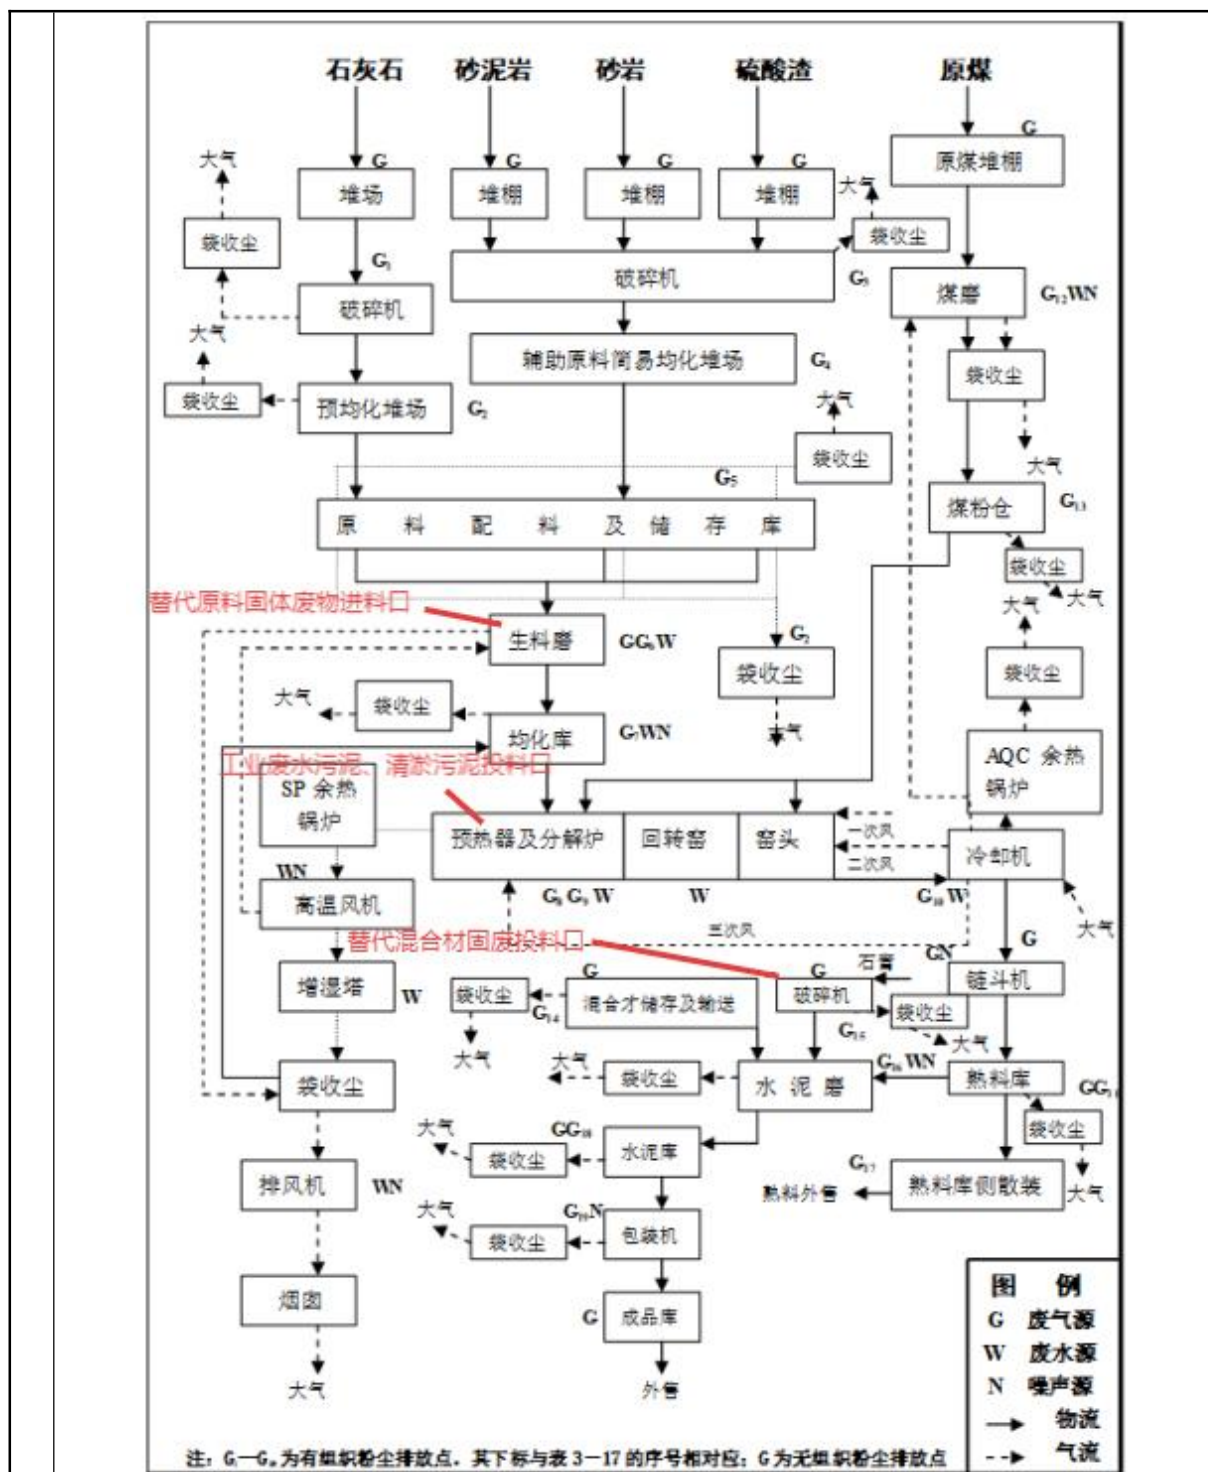 石灰石 砂泥岩 砂岩 硫酸渣 原煤
G
大气 G G G G 大气 原煤堆棚
堆场 堆棚 堆棚 堆棚
袋收尘 袋收尘
G₁ 破碎机 G₃ 煤磨 G₁₂WN
破碎机
大气 辅助原料简易均化堆场 G₄ 袋收尘
袋收尘 预均化堆场 G₂ 大气
袋收尘 大气
G₅
原料配料及储存库 煤粉仓 G₁₃
袋收尘
替代原料固体废物进料口 大气 大气
生料磨 GG₆W G₂
袋收尘 袋收尘
大气 袋收尘
均化库 G₇WN 大气
工业废水污泥、清淤污泥投料口 AQC 余热
SP 余热 锅炉
锅炉
预热器及分解炉 回转窑 窑头 一次风 冷却机
二次风
WN
高温风机 G₈ G₉ W W G₁₀ W
三次风 大气
替代混合材固废投料口 G
GN
增湿塔 W G G 石膏 链斗机
袋收尘 混合才储存及输送 破碎机 袋收尘
G₁₄ G₁₅
大气 大气
大气 G₁₆ WN
袋收尘 袋收尘 水泥磨 熟料库 GG₁₁
大气 GG₁₈ 袋收尘
袋收尘 水泥库
排风机 WN G₁₇
熟料外售 熟料库侧散装 大气
大气 G₁₉N
袋收尘 包装机
烟囱 G 成品库
大气 外售
图 例
G 废气源
W 废水源
N 噪声源
物流
气流
注：G—G为有组织粉尘排放点，其下标与表3－17的序号相对应；G为无组织粉尘排放点